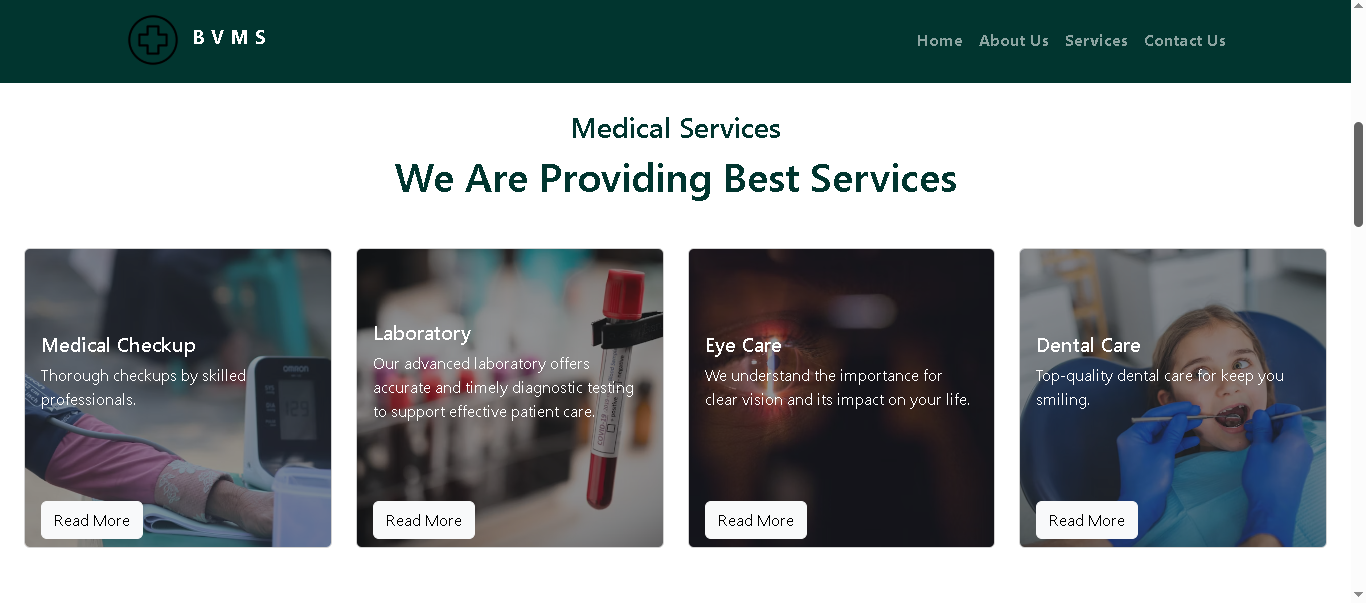 B V M S
Home About Us Services Contact Us
Medical Services
We Are Providing Best Services
Medical Checkup
Thorough checkups by skilled
professionals.
Read More
Laboratory
Our advanced laboratory offers
accurate and timely diagnostic testing
to support effective patient care.
Read More
Eye Care
We understand the importance for
clear vision and its impact on your life.
Read More
Dental Care
Top-quality dental care for keep you
smiling.
Read More
omron
COVID-19